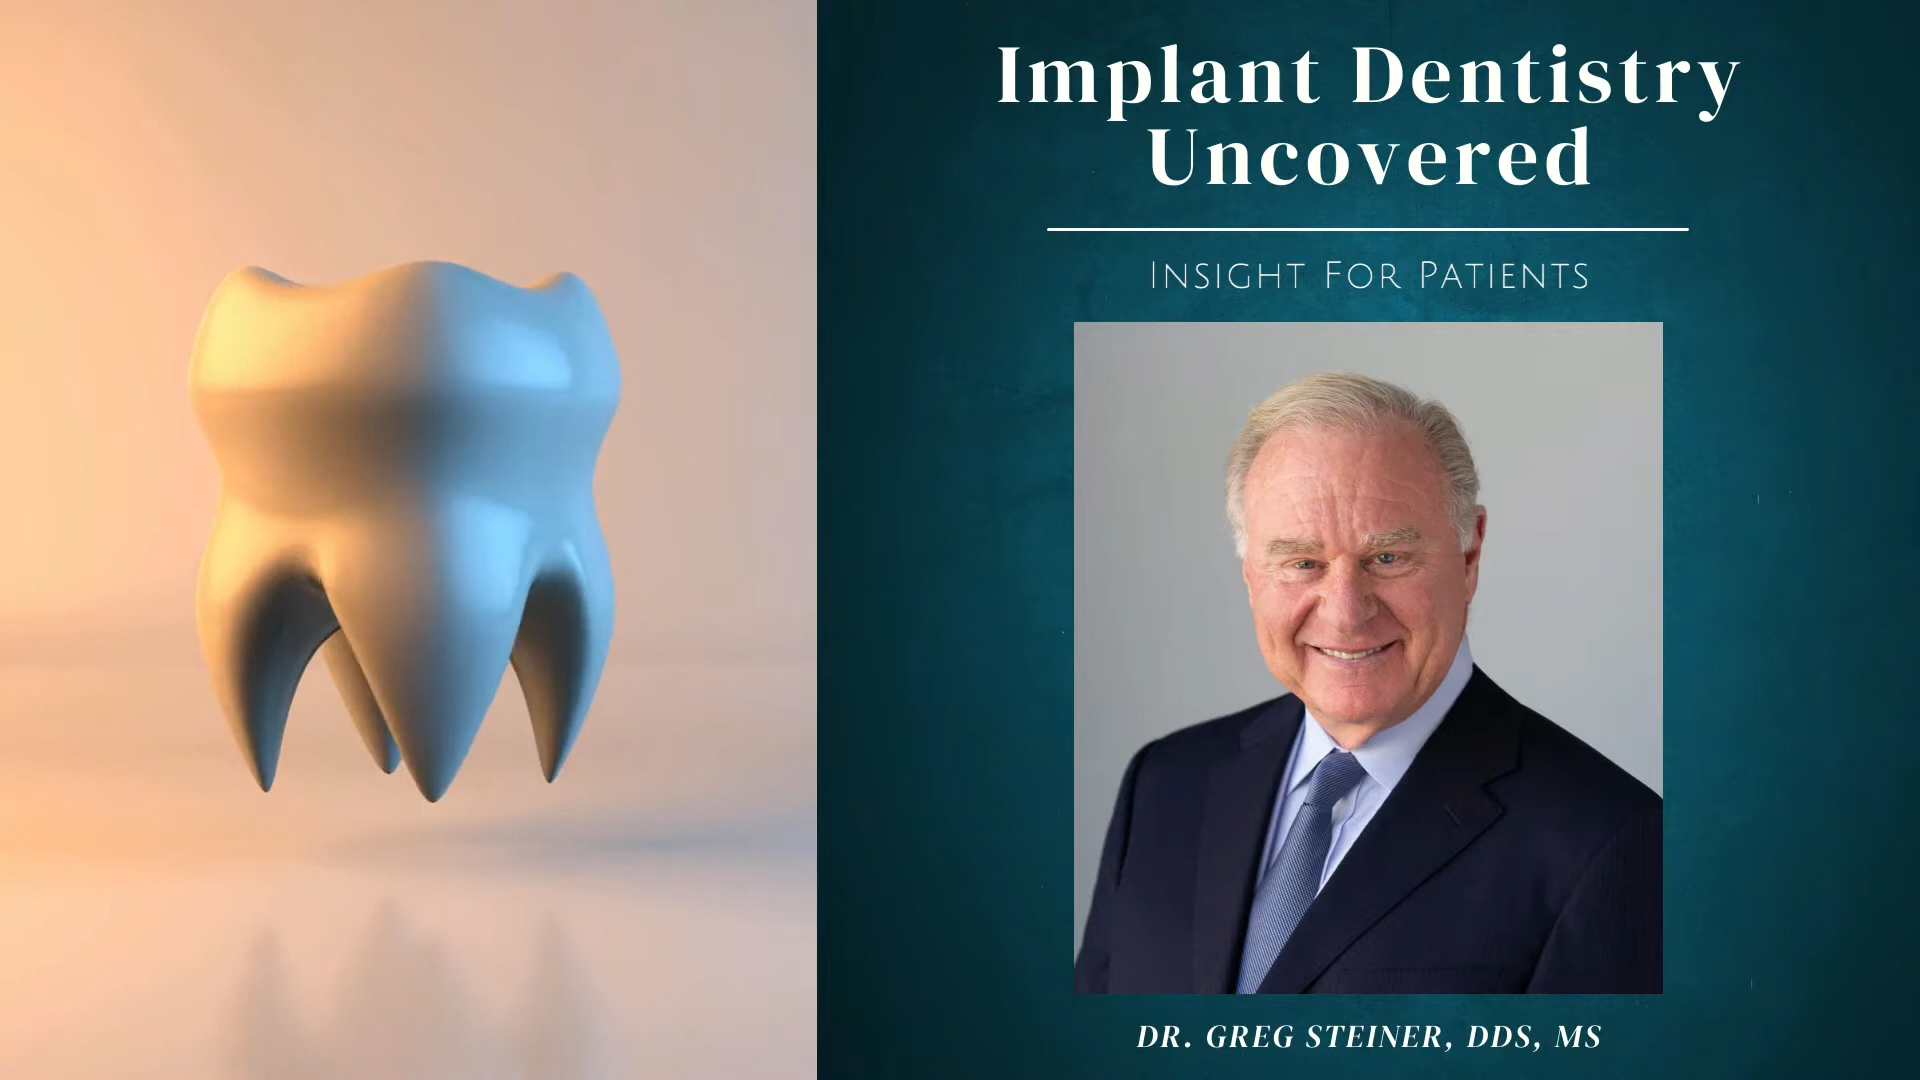 Implant Dentistry
Uncovered
Insight For Patients
DR. GREG STEINER, DDS, MS